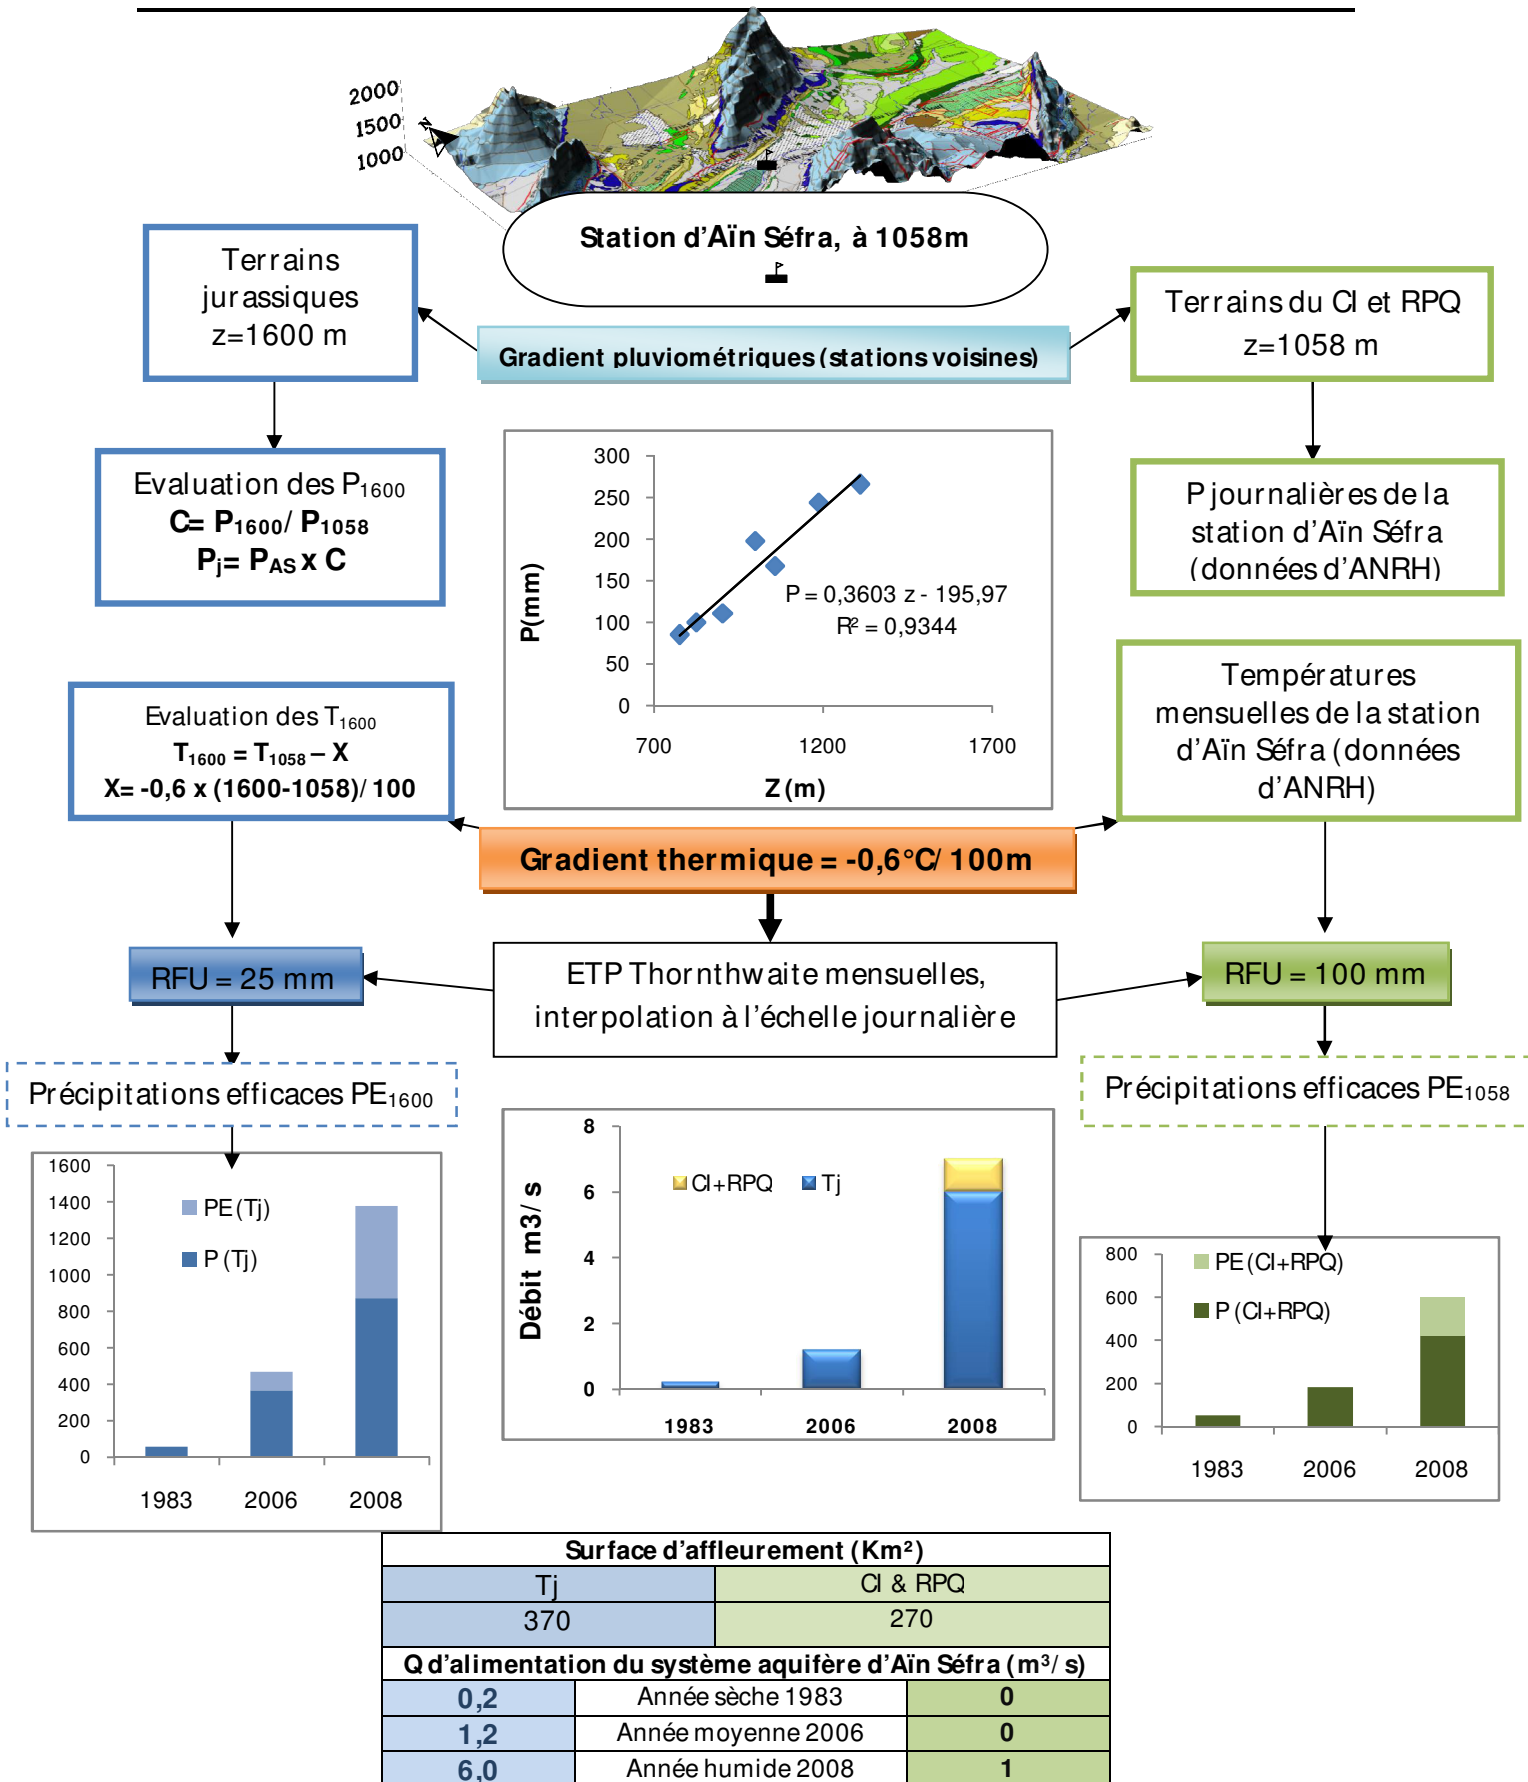 2000
1500
1000
N
Station d'Aïn Séfra, à 1058m
Terrains
jurassiques
z=1600 m
Gradient pluviométriques (stations voisines)
Terrains du CI et RPQ
z=1058 m
Evaluation des P1600
C= P1600/ P1058
Pj= PAS x C
300
250
200
150
100
50
0
P(mm)
P = 0,3603 z - 195,97
R² = 0,9344
700 1200 1700
Z (m)
P journalières de la
station d'Aïn Séfra
(données d'ANRH)
Evaluation des T1600
T1600 = T1058 – X
X= -0,6 x (1600-1058)/ 100
Températures
mensuelles de la station
d'Aïn Séfra (données
d'ANRH)
Gradient thermique = -0,6°C/ 100m
RFU = 25 mm
ETP Thornthwaite mensuelles,
interpolation à l'échelle journalière
RFU = 100 mm
Précipitations efficaces PE1600
Précipitations efficaces PE1058
1600
1400
1200
1000
800
600
400
200
0
PE (Tj)
P (Tj)
1983 2006 2008
8
6
4
2
0
Débit m3/ s
CI+RPQ Tj
1983 2006 2008
800
600
400
200
0
PE (CI+RPQ)
P (CI+RPQ)
1983 2006 2008
Surface d'affleurement (Km²)
Tj CI & RPQ
370 270
Q d'alimentation du système aquifère d'Aïn Séfra (m³/ s)
0,2 Année sèche 1983 0
1,2 Année moyenne 2006 0
6,0 Année humide 2008 1